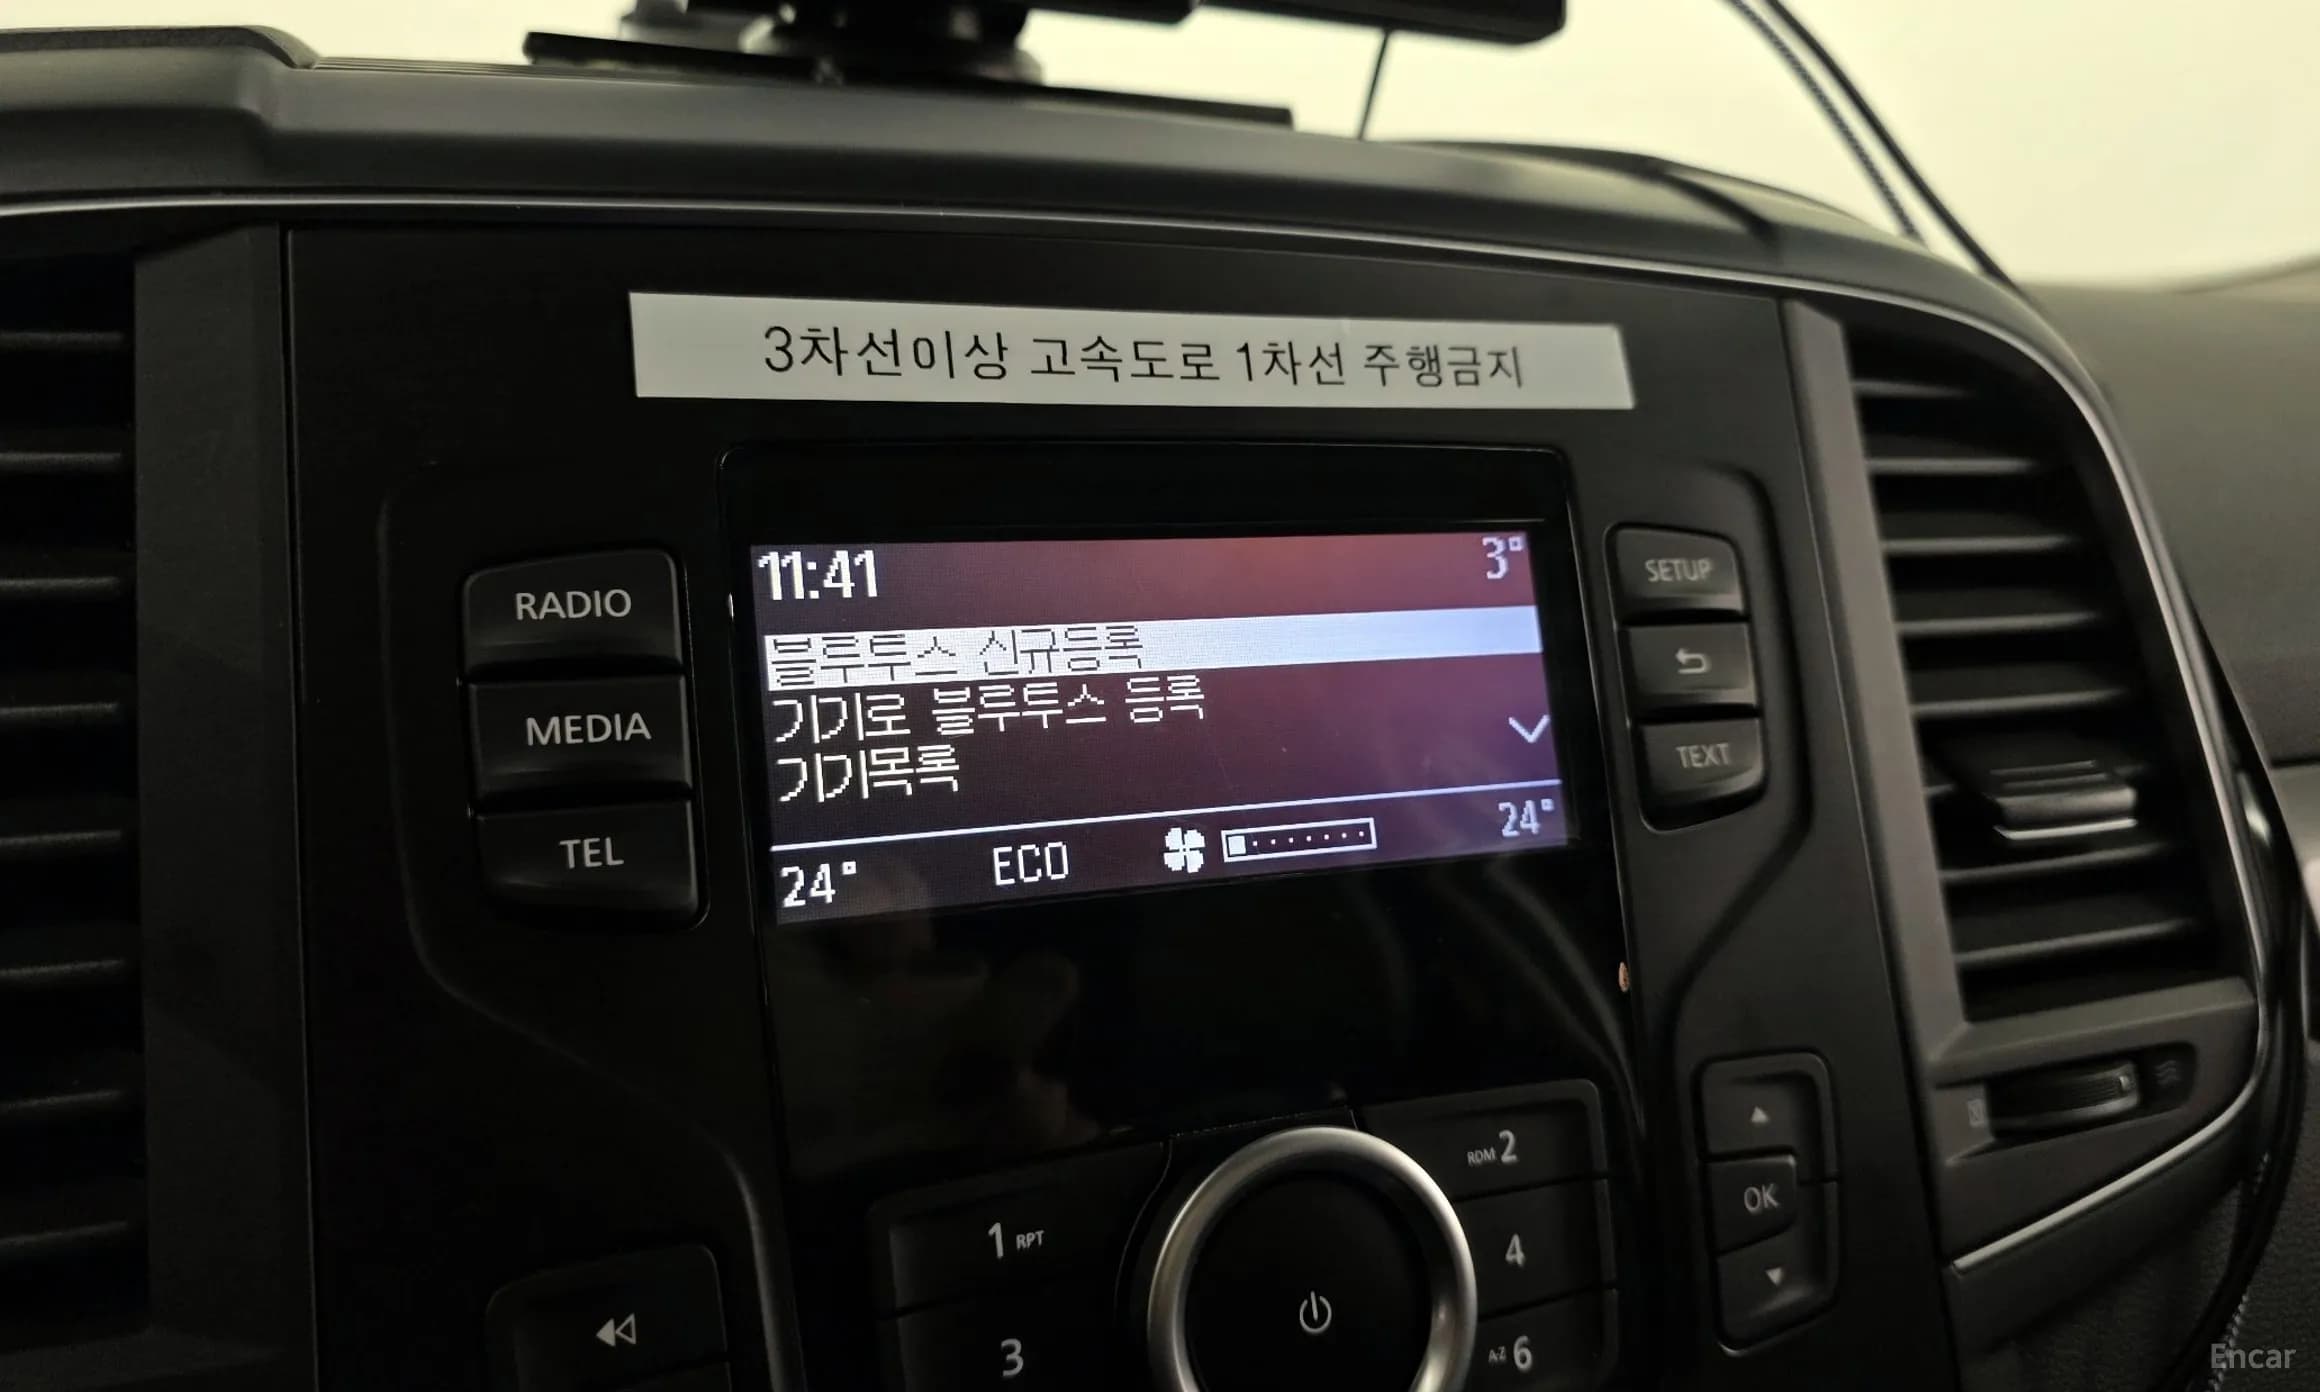 3차선이상 고속도로 1차선 주행금지
11:41 3°
블루투스 신규등록
기기로 블루투스 등록
기기목록
24° ECO 24°
RADIO
MEDIA
TEL
SETUP
TEXT
1 RPT
RDM 2
3
4
A-Z 6
OK
Encar